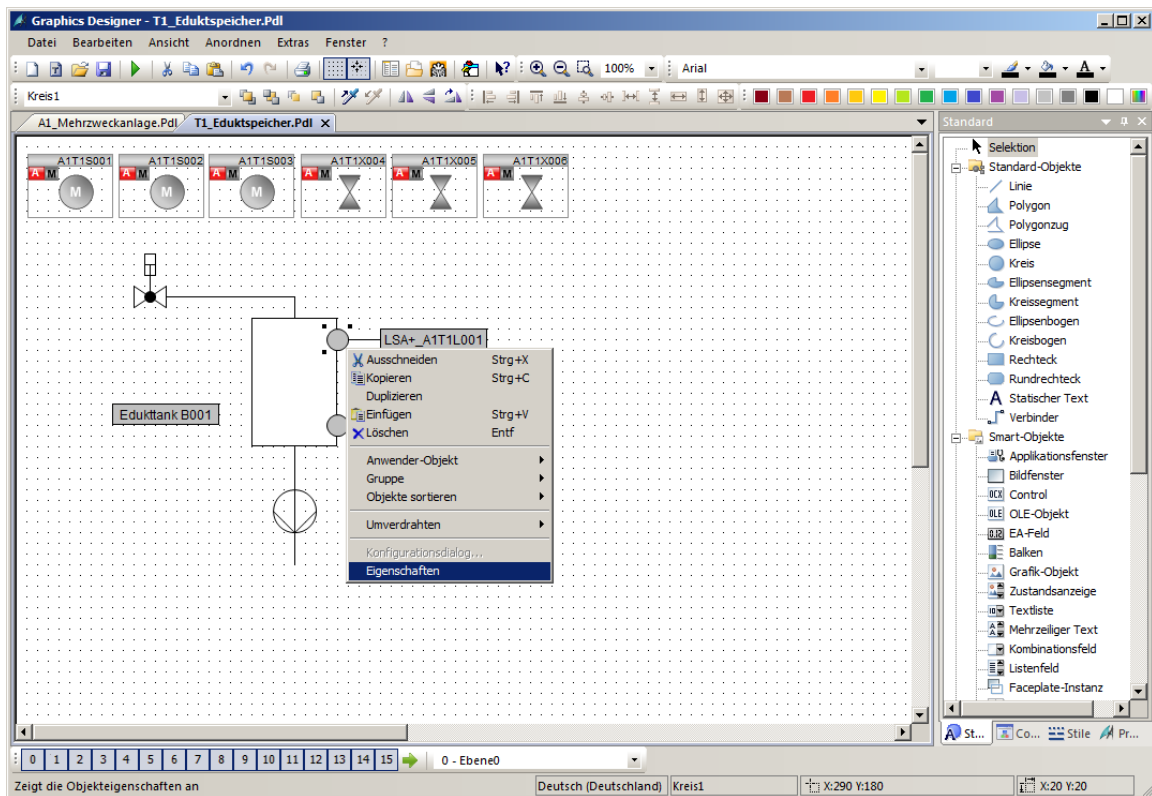 Graphics Designer - T1_Eduktspeicher.Pdl
Datei Bearbeiten Ansicht Anordnen Extras Fenster ?
100% Arial
Kreis1
A1_Mehrzweckanlage.Pdl T1_Eduktspeicher.Pdl X
A1T1S001 A1T1S002 A1T1S003 A1T1X004 A1T1X005 A1T1X006
A M A M A M A M A M A M
M M M
LSA+_A1T1L001
Edukttank B001
Ausschneiden Strg+X
Kopieren Strg+C
Duplizieren
Einfügen Strg+V
Löschen Entf
Anwender-Objekt
Gruppe
Objekte sortieren
Umverdrahten
Konfigurationsdialog...
Eigenschaften
Standard
Selektion
Standard-Objekte
Linie
Polygon
Polygonzug
Ellipse
Kreis
Ellipsensegment
Kreissegment
Ellipsenbogen
Kreisbogen
Rechteck
Rundrechteck
A Statischer Text
Verbinder
Smart-Objekte
Applikationsfenster
Bildfenster
OCX Control
OLE OLE-Objekt
0.12 EA-Feld
Balken
Grafik-Objekt
Zustandsanzeige
Textliste
Mehrzeiliger Text
Kombinationsfeld
Listenfeld
Faceplate-Instanz
St... Co... Stile Pr...
0 1 2 3 4 5 6 7 8 9 10 11 12 13 14 15 0 - Ebene0
Zeigt die Objekteigenschaften an Deutsch (Deutschland) Kreis1 X:290 Y:180 X:20 Y:20